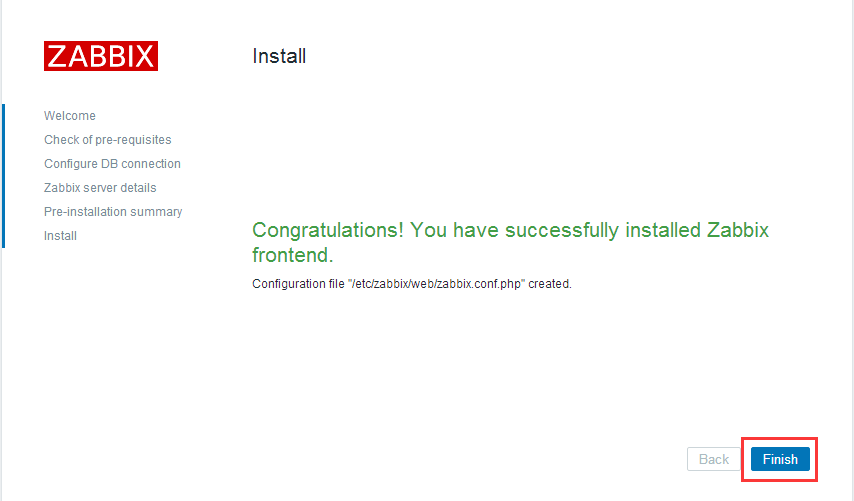 ZABBIX
Install
Welcome
Check of pre-requisites
Configure DB connection
Zabbix server details
Pre-installation summary
Install
Congratulations! You have successfully installed Zabbix
frontend.
Configuration file "/etc/zabbix/web/zabbix.conf.php" created.
Back
Finish